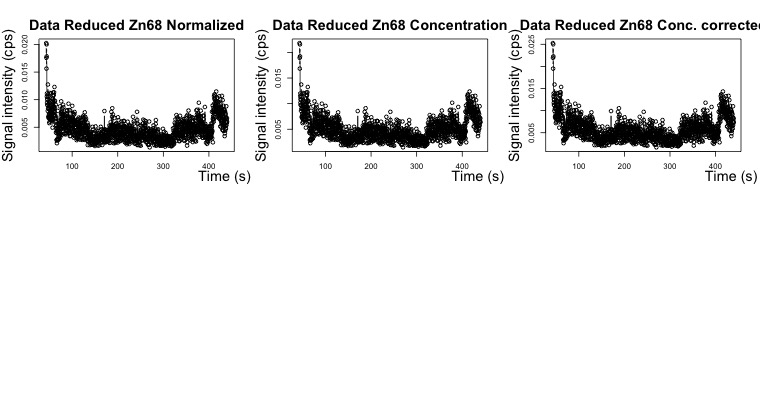 Data Reduced Zn68 Normalized
Signal intensity (cps)
0.005 0.010 0.015 0.020
100 200 300 400
Time (s)
Data Reduced Zn68 Concentration
Signal intensity (cps)
0.005 0.015
100 200 300 400
Time (s)
Data Reduced Zn68 Conc. corrected
Signal intensity (cps)
0.005 0.015 0.025
100 200 300 400
Time (s)